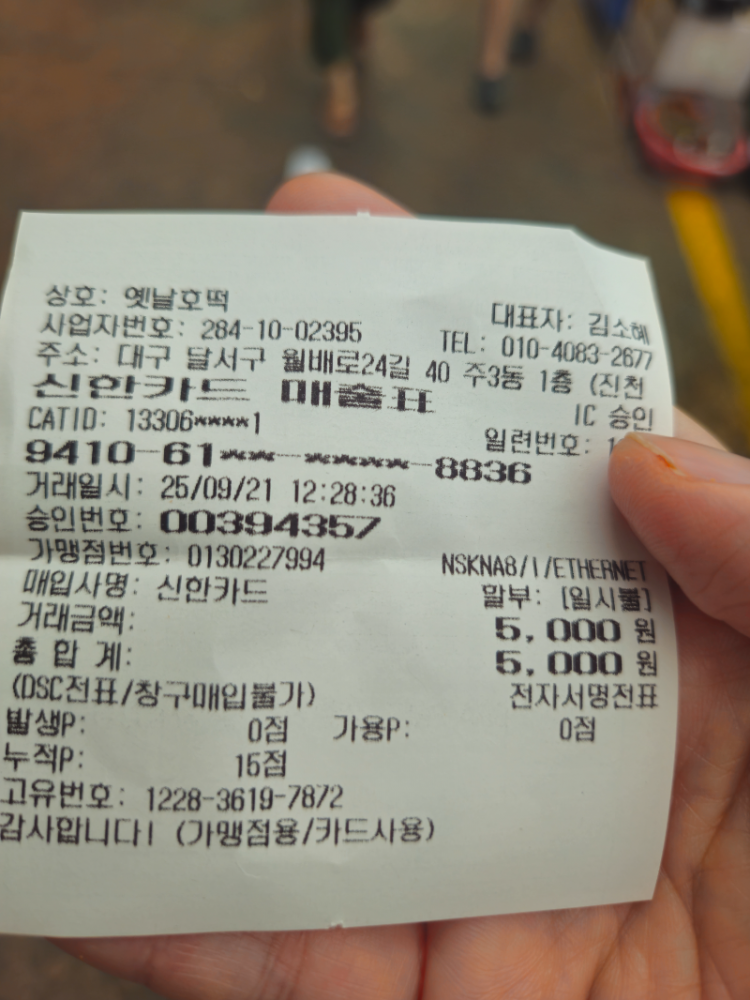 상호: 옛날호떡 대표자: 김소혜
사업자번호: 284-10-02395 TEL: 010-4083-2677
주소: 대구 달서구 월배로24길 40 주3동 1층 (진천
신한카드 매출표 IC 승인
CATID: 13306****1 일련번호:
9410-61**-****-8836
거래일시: 25/09/21 12:28:36
승인번호: 00394357
가맹점번호: 0130227994 NSKNA8/I/ETHERNET
매입사명: 신한카드 할부: [일시불]
거래금액: 5,000 원
총 합 계: 5,000 원
(DSC전표/창구매입불가) 전자서명전표
발생P: 0점 가용P: 0점
누적P: 15점
고유번호: 1228-3619-7872
감사합니다! (가맹점용/카드사용)